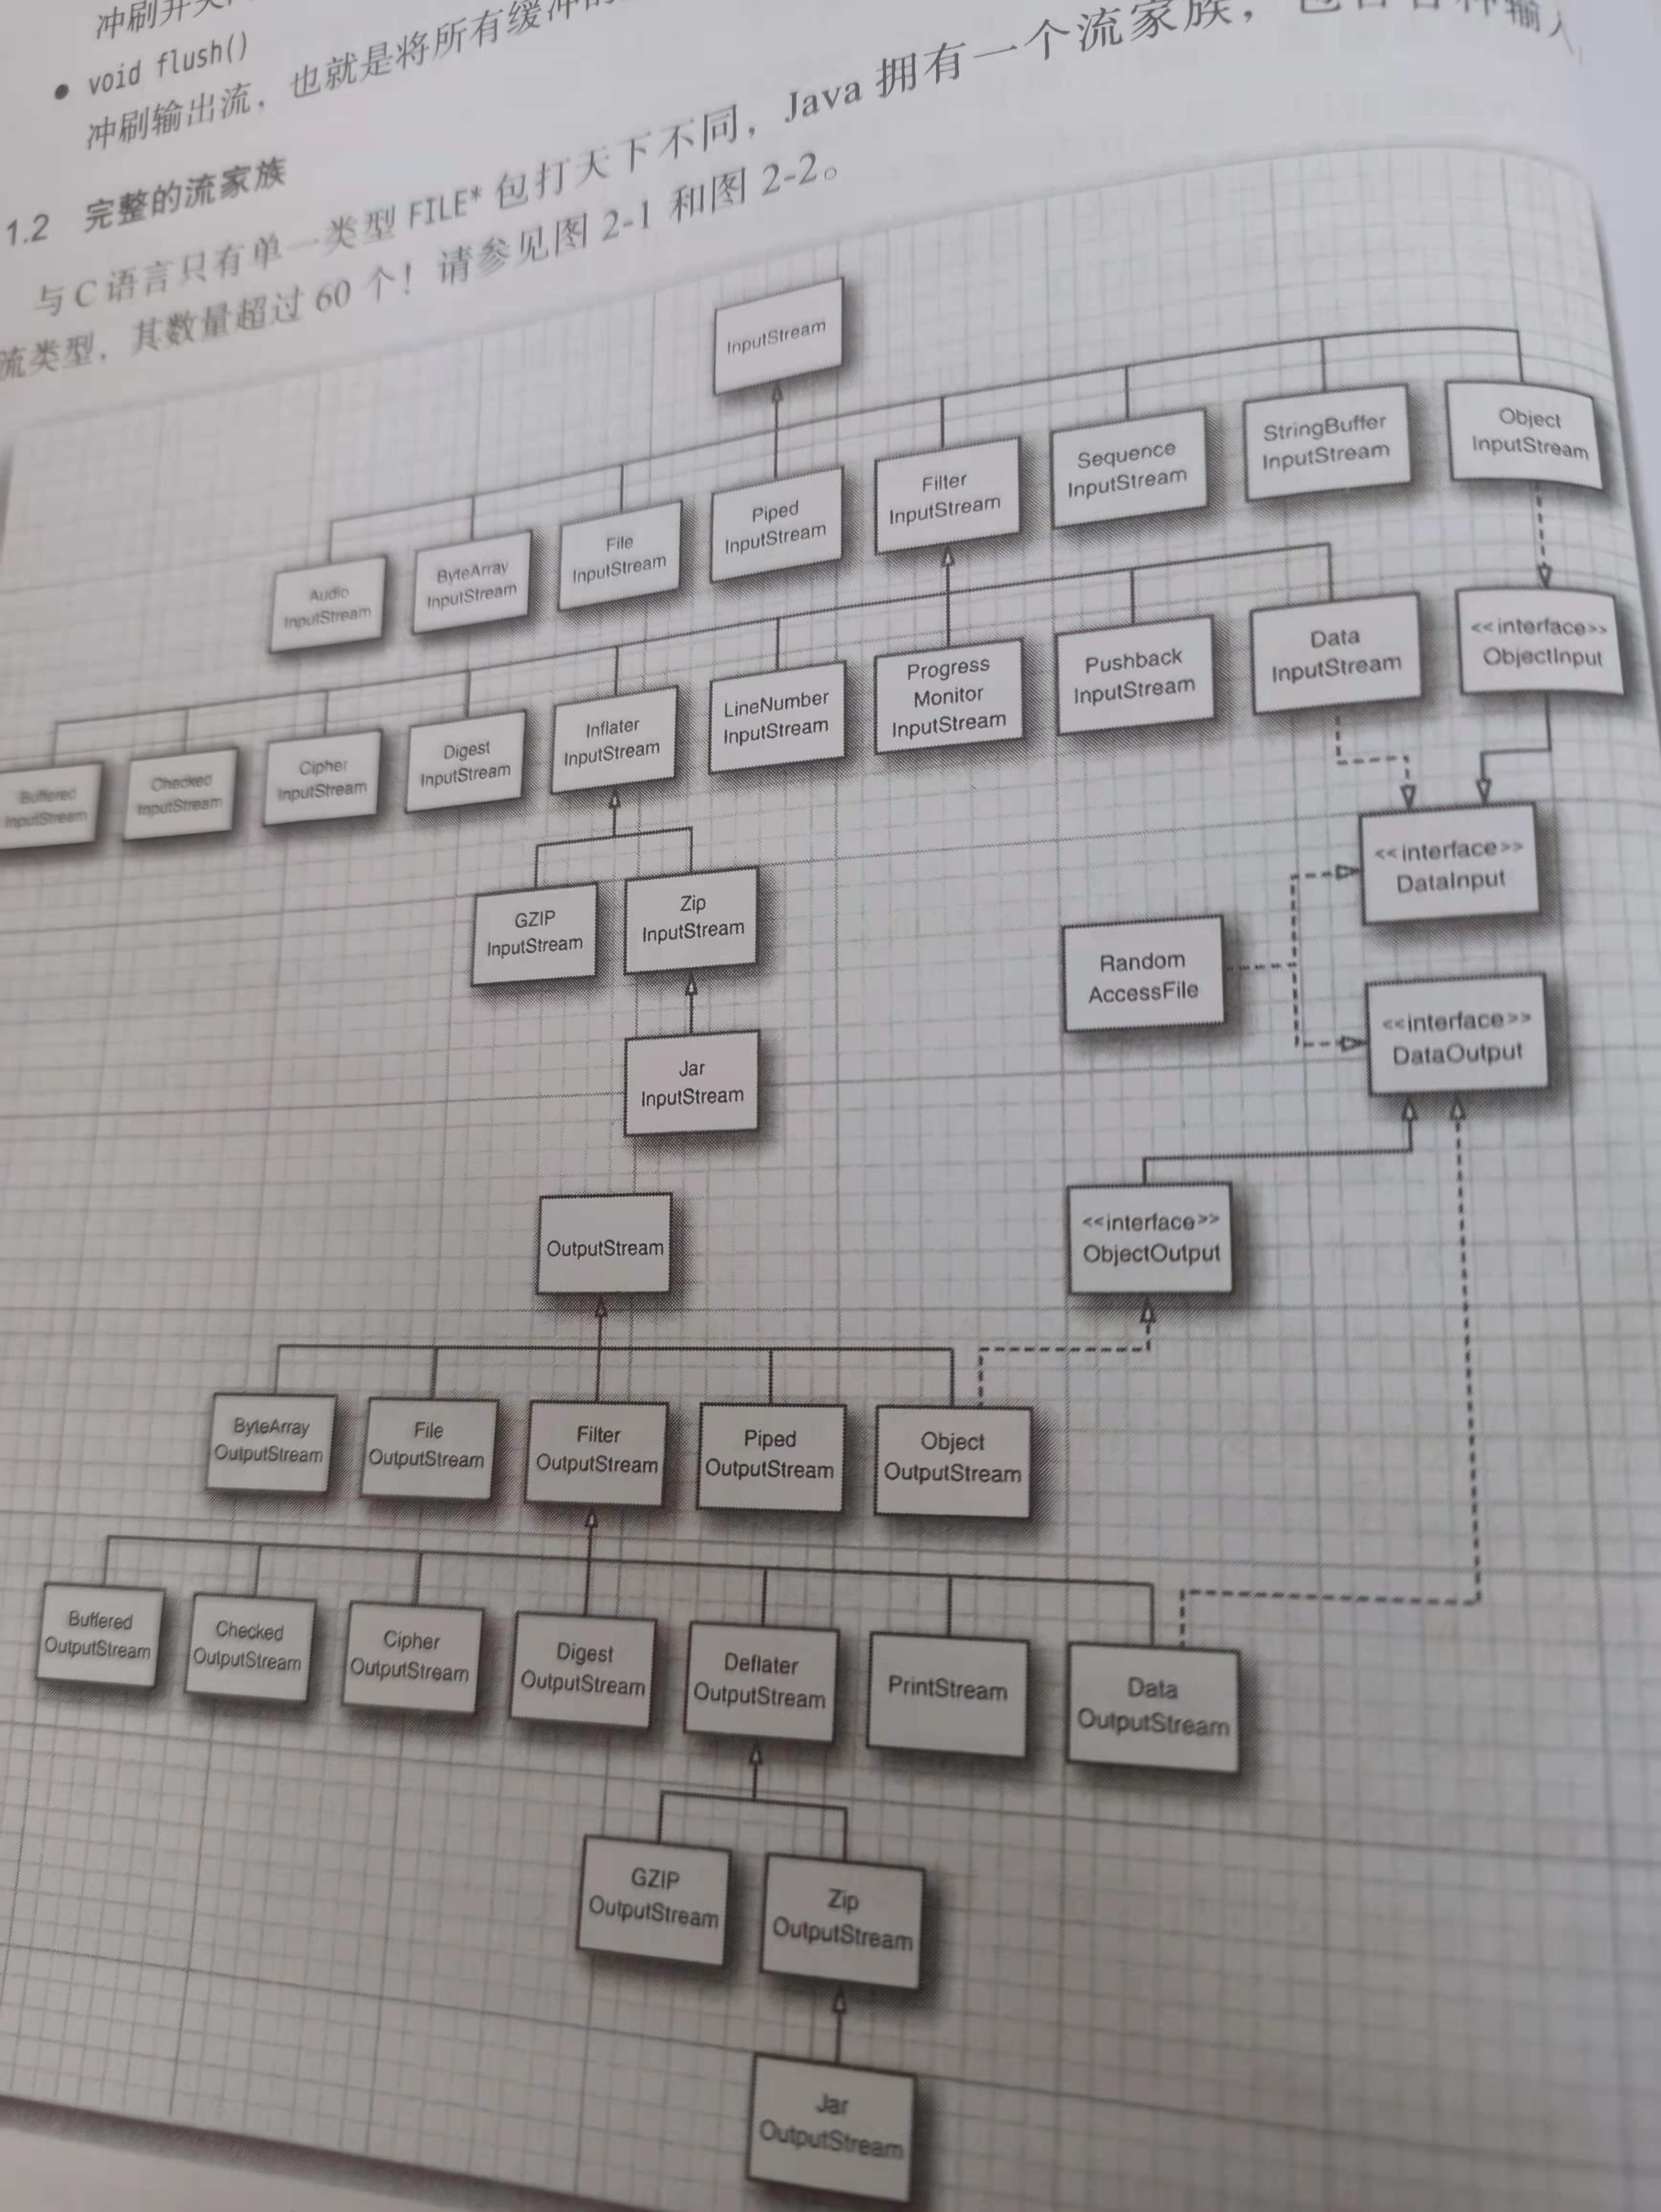 冲刷
• void flush()
冲刷输出流，也就是将所有缓冲
1.2 完整的流家族
与C语言只有单一类型 FILE* 包打天下不同，Java 拥有一个流家族，包含各种输入
流类型，其数量超过 60 个！请参见图 2-1 和图 2-2。
InputStream
Audio
InputStream
ByteArray
InputStream
File
InputStream
Piped
InputStream
Filter
InputStream
Sequence
InputStream
StringBuffer
InputStream
Object
InputStream
Buffered
InputStream
Checked
InputStream
Cipher
InputStream
Digest
InputStream
Inflater
InputStream
LineNumber
InputStream
Progress
Monitor
InputStream
Pushback
InputStream
Data
InputStream
<<interface>>
ObjectInput
GZIP
InputStream
Zip
InputStream
Random
AccessFile
<<interface>>
DataInput
Jar
InputStream
<<interface>>
DataOutput
OutputStream
<<interface>>
ObjectOutput
ByteArray
OutputStream
File
OutputStream
Filter
OutputStream
Piped
OutputStream
Object
OutputStream
Buffered
OutputStream
Checked
OutputStream
Cipher
OutputStream
Digest
OutputStream
Deflater
OutputStream
PrintStream
Data
OutputStream
GZIP
OutputStream
Zip
OutputStream
Jar
OutputStream